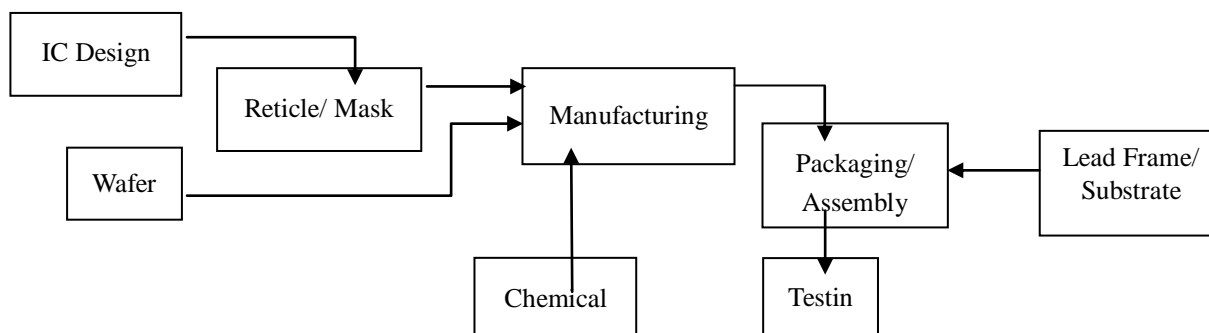 IC Design
Reticle/ Mask
Manufacturing
Wafer
Packaging/
Assembly
Lead Frame/
Substrate
Chemical
Testin